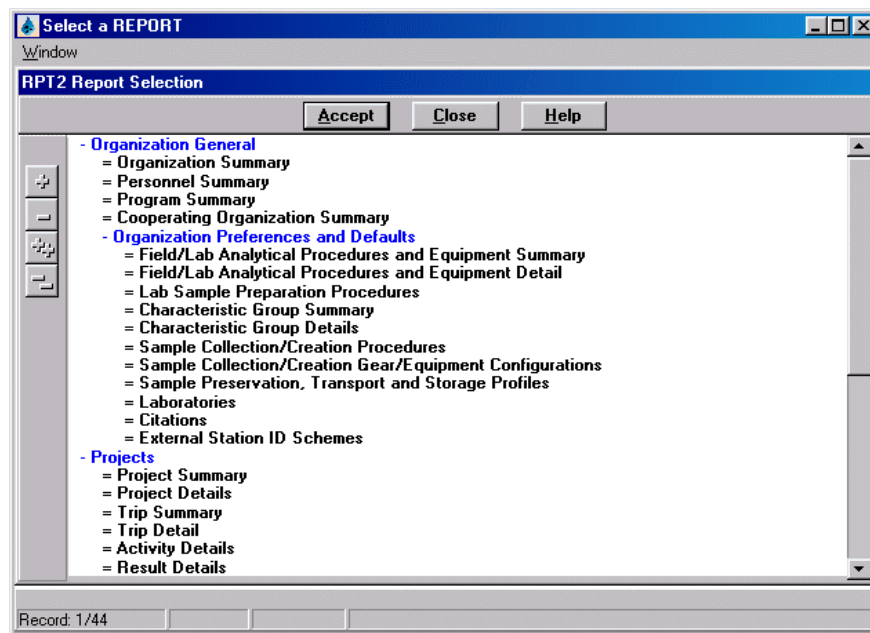 Select a REPORT
Window
RPT2 Report Selection
Accept Close Help
- Organization General
= Organization Summary
= Personnel Summary
= Program Summary
= Cooperating Organization Summary
- Organization Preferences and Defaults
= Field/Lab Analytical Procedures and Equipment Summary
= Field/Lab Analytical Procedures and Equipment Detail
= Lab Sample Preparation Procedures
= Characteristic Group Summary
= Characteristic Group Details
= Sample Collection/Creation Procedures
= Sample Collection/Creation Gear/Equipment Configurations
= Sample Preservation, Transport and Storage Profiles
= Laboratories
= Citations
= External Station ID Schemes
- Projects
= Project Summary
= Project Details
= Trip Summary
= Trip Detail
= Activity Details
= Result Details
Record: 1/44